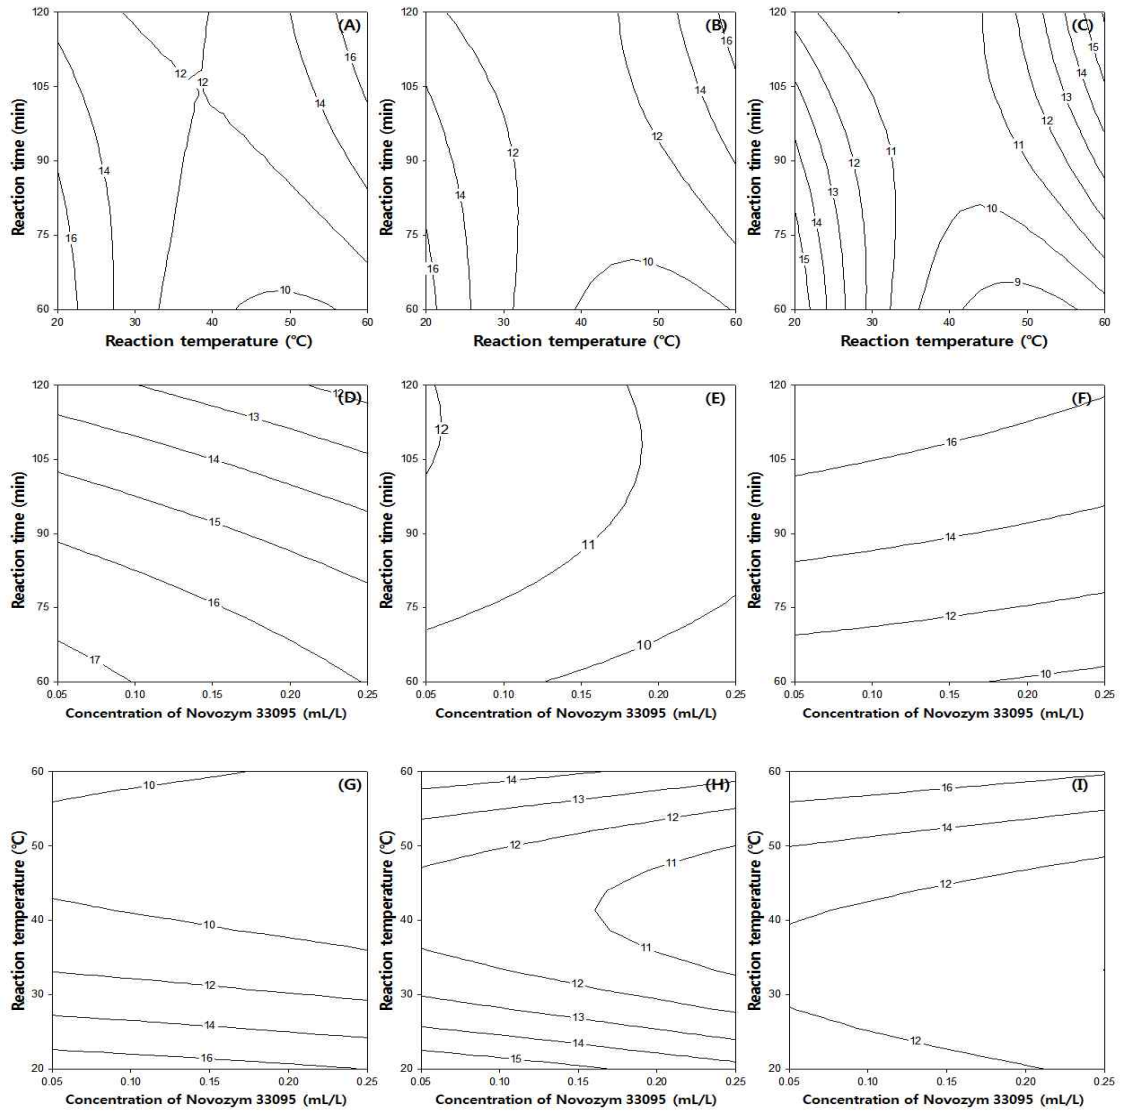 (A)
120
105
90
75
60
Reaction time (min)
16
14
12
12
14
16
10
20 30 40 50 60
Reaction temperature (℃)
(B)
120
105
90
75
60
Reaction time (min)
16
14
12
12
14
16
10
20 30 40 50 60
Reaction temperature (℃)
(C)
120
105
90
75
60
Reaction time (min)
15
14
13
12
11
10
9
11
12
13
14
15
20 30 40 50 60
Reaction temperature (℃)
(D)
120
105
90
75
60
Reaction time (min)
12
13
14
15
16
17
0.05 0.10 0.15 0.20 0.25
Concentration of Novozym 33095 (mL/L)
(E)
120
105
90
75
60
Reaction time (min)
12
11
10
0.05 0.10 0.15 0.20 0.25
Concentration of Novozym 33095 (mL/L)
(F)
120
105
90
75
60
Reaction time (min)
16
14
12
10
0.05 0.10 0.15 0.20 0.25
Concentration of Novozym 33095 (mL/L)
(G)
60
50
40
30
20
Reaction temperature (℃)
10
10
12
14
16
0.05 0.10 0.15 0.20 0.25
Concentration of Novozym 33095 (mL/L)
(H)
60
50
40
30
20
Reaction temperature (℃)
14
13
12
12
11
11
12
13
14
15
0.05 0.10 0.15 0.20 0.25
Concentration of Novozym 33095 (mL/L)
(I)
60
50
40
30
20
Reaction temperature (℃)
16
14
12
12
0.05 0.10 0.15 0.20 0.25
Concentration of Novozym 33095 (mL/L)